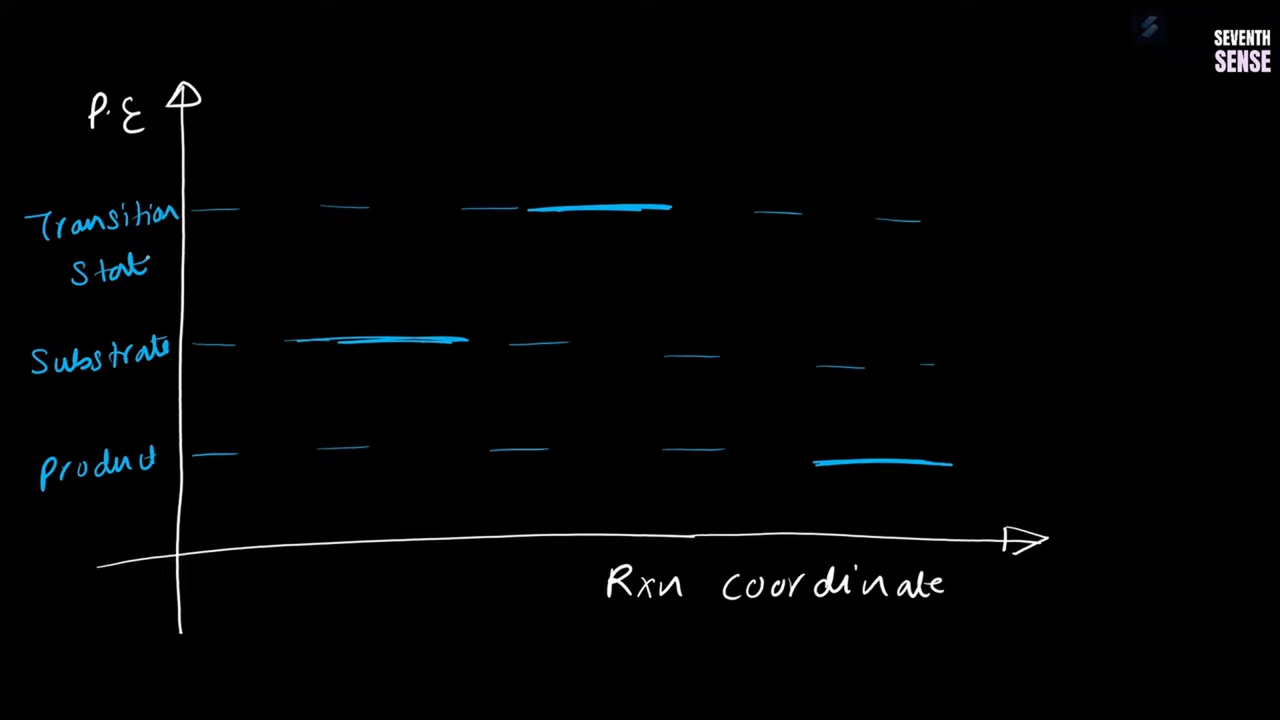 SEVENTH
SENSE
P.E
Transition
State
Substrate
Product
Rxn coordinate